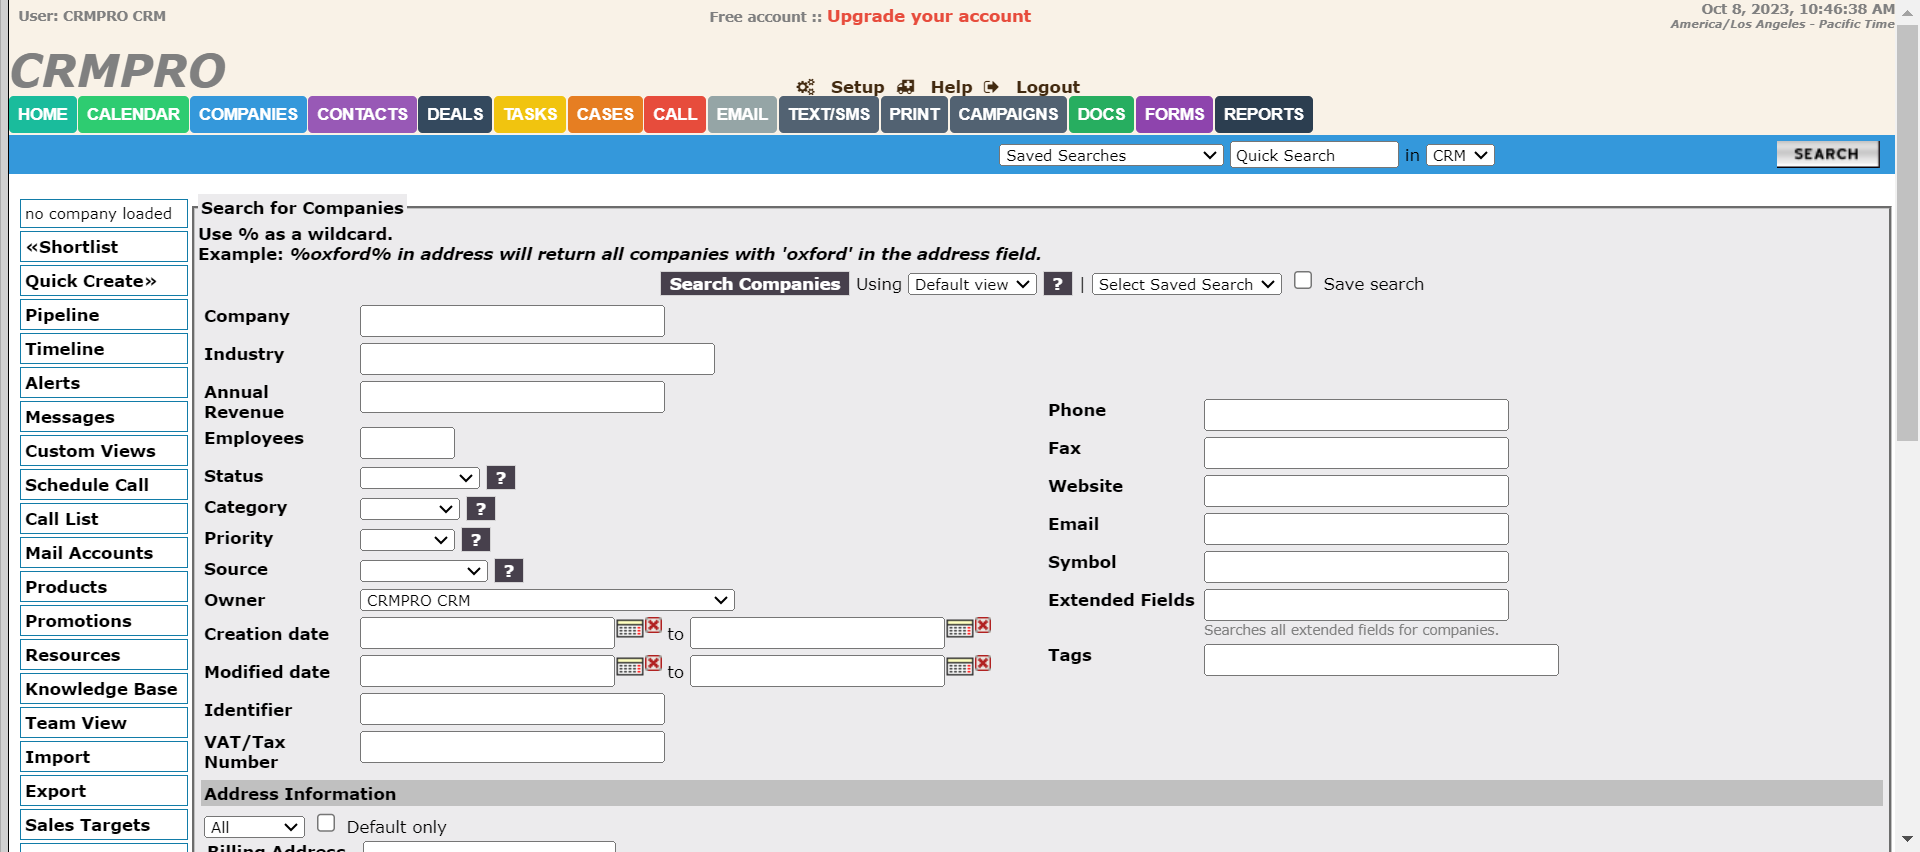 User: CRMPRO CRM
Free account :: Upgrade your account
Oct 8, 2023, 10:46:38 AM
America/Los Angeles - Pacific Time
CRMPRO
Setup Help Logout
HOME CALENDAR COMPANIES CONTACTS DEALS TASKS CASES CALL EMAIL TEXT/SMS PRINT CAMPAIGNS DOCS FORMS REPORTS
Saved Searches Quick Search in CRM SEARCH
no company loaded
«Shortlist
Quick Create»
Pipeline
Timeline
Alerts
Messages
Custom Views
Schedule Call
Call List
Mail Accounts
Products
Promotions
Resources
Knowledge Base
Team View
Import
Export
Sales Targets
Search for Companies
Use % as a wildcard.
Example: %oxford% in address will return all companies with 'oxford' in the address field.
Search Companies Using Default view ? | Select Saved Search Save search
Company
Industry
Annual
Revenue
Employees
Status ?
Category ?
Priority ?
Source ?
Owner CRMPRO CRM
Creation date to
Modified date to
Identifier
VAT/Tax
Number
Phone
Fax
Website
Email
Symbol
Extended Fields
Searches all extended fields for companies.
Tags
Address Information
All Default only
Billing Address